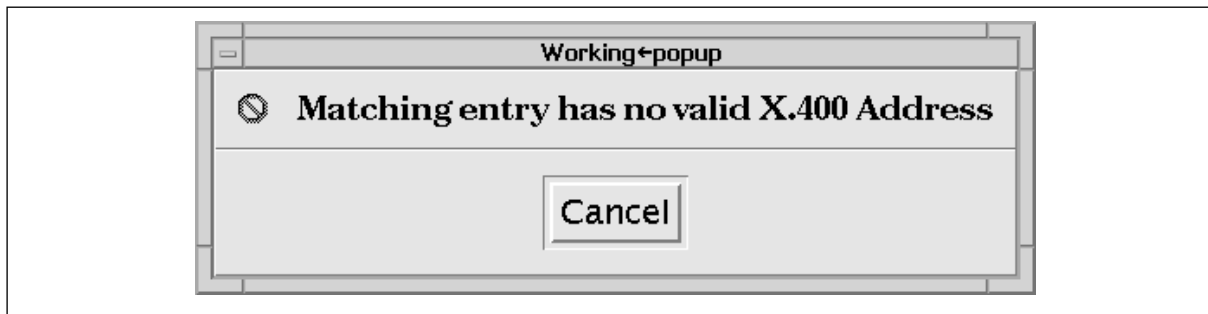 Working←popup
Matching entry has no valid X.400 Address
Cancel